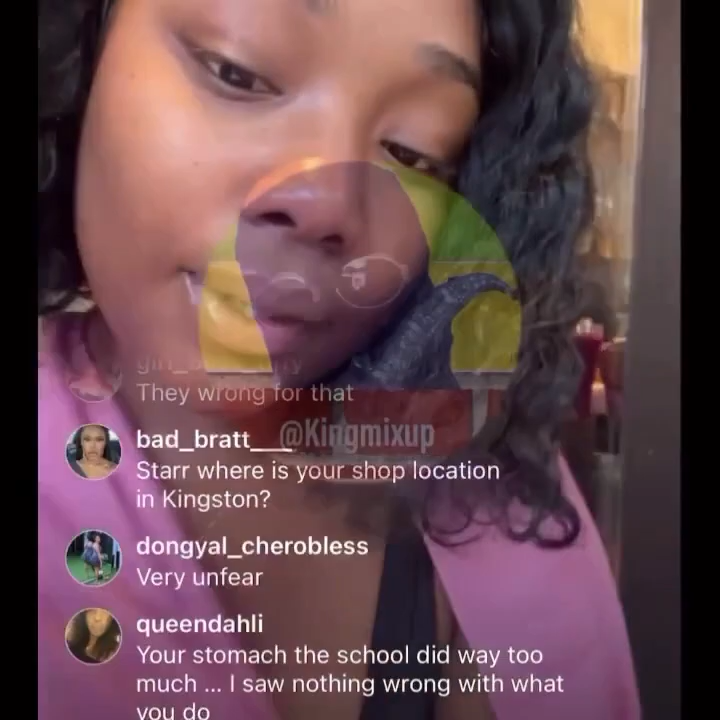 They wrong for that
bad_bratt___
@Kingmixup
Starr where is your shop location
in Kingston?
dongyal_cherobless
Very unfear
queendahli
Your stomach the school did way too
much ... I saw nothing wrong with what
you do